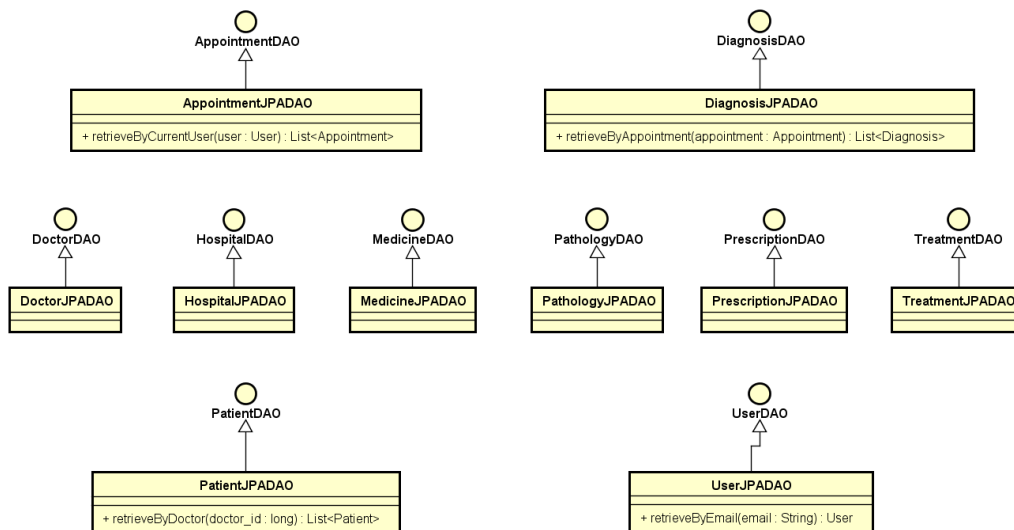 AppointmentDAO
DiagnosisDAO
AppointmentJPADAO
+ retrieveByCurrentUser(user : User) : List<Appointment>
DiagnosisJPADAO
+ retrieveByAppointment(appointment : Appointment) : List<Diagnosis>
DoctorDAO
HospitalDAO
MedicineDAO
PathologyDAO
PrescriptionDAO
TreatmentDAO
DoctorJPADAO
HospitalJPADAO
MedicineJPADAO
PathologyJPADAO
PrescriptionJPADAO
TreatmentJPADAO
PatientDAO
UserDAO
PatientJPADAO
+ retrieveByDoctor(doctor_id : long) : List<Patient>
UserJPADAO
+ retrieveByEmail(email : String) : User